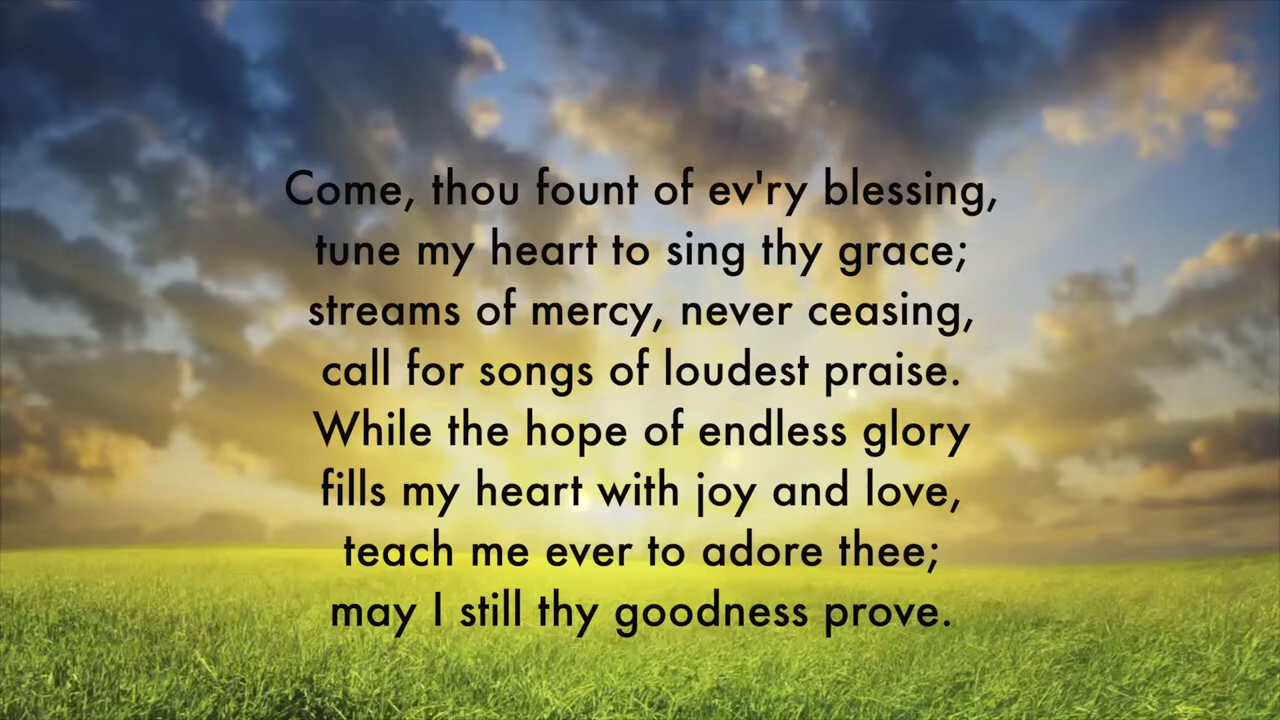 Come, thou fount of ev'ry blessing,
tune my heart to sing thy grace;
streams of mercy, never ceasing,
call for songs of loudest praise.
While the hope of endless glory
fills my heart with joy and love,
teach me ever to adore thee;
may I still thy goodness prove.